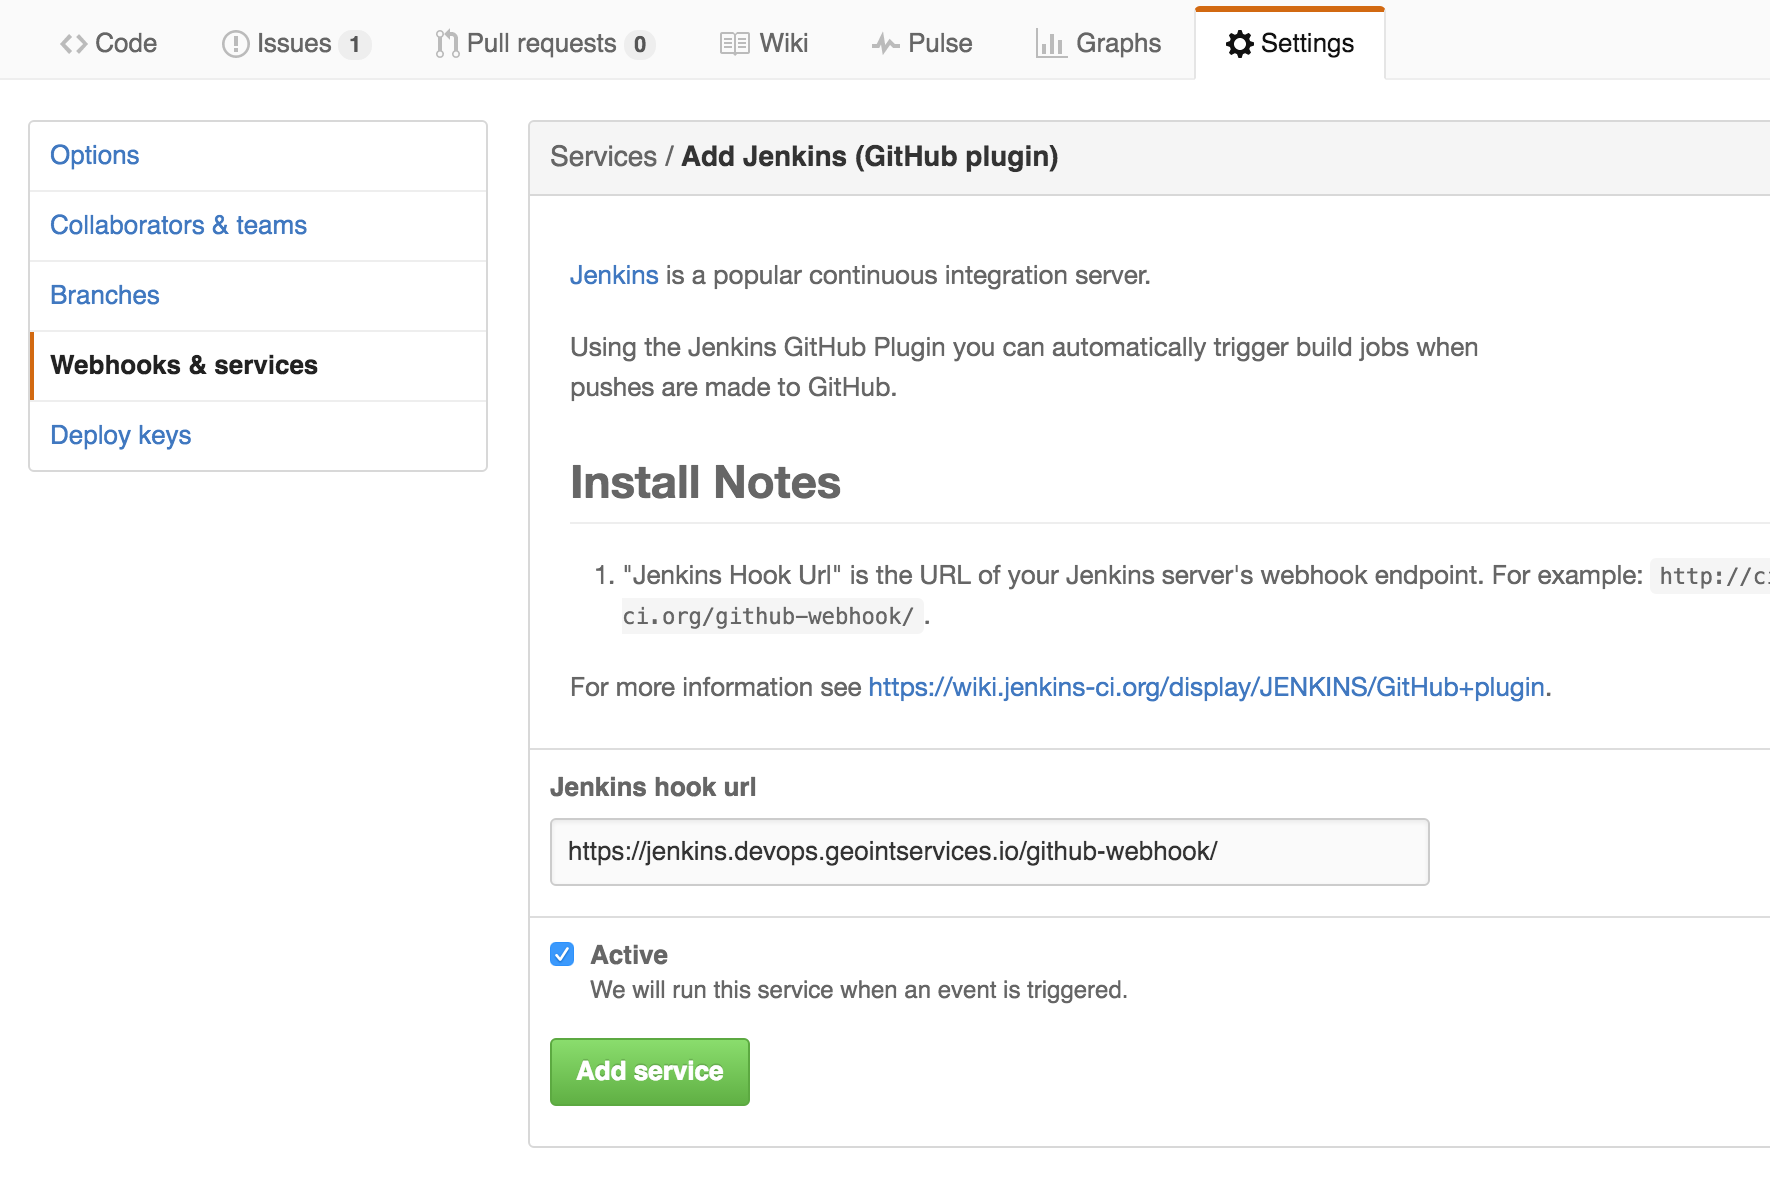 Code Issues 1 Pull requests 0 Wiki Pulse Graphs Settings
Options
Collaborators & teams
Branches
Webhooks & services
Deploy keys
Services / Add Jenkins (GitHub plugin)
Jenkins is a popular continuous integration server.
Using the Jenkins GitHub Plugin you can automatically trigger build jobs when
pushes are made to GitHub.
Install Notes
1. "Jenkins Hook Url" is the URL of your Jenkins server's webhook endpoint. For example: http://ci
ci.org/github-webhook/ .
For more information see https://wiki.jenkins-ci.org/display/JENKINS/GitHub+plugin.
Jenkins hook url
https://jenkins.devops.geointservices.io/github-webhook/
Active
We will run this service when an event is triggered.
Add service